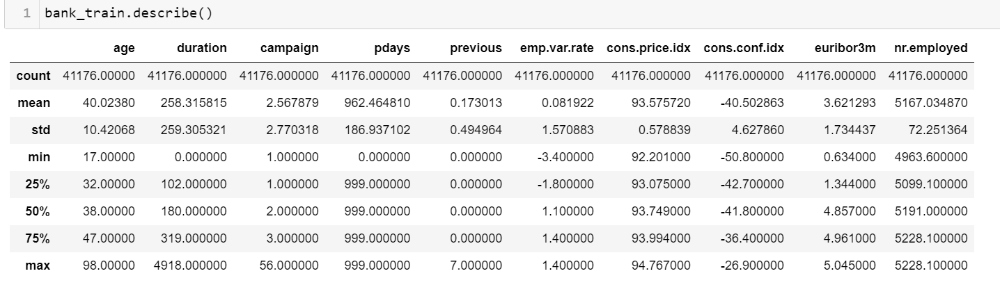 1 bank_train.describe()
age duration campaign pdays previous emp.var.rate cons.price.idx cons.conf.idx euribor3m nr.employed
count 41176.00000 41176.000000 41176.000000 41176.000000 41176.000000 41176.000000 41176.000000 41176.000000 41176.000000 41176.000000
mean 40.02380 258.315815 2.567879 962.464810 0.173013 0.081922 93.575720 -40.502863 3.621293 5167.034870
std 10.42068 259.305321 2.770318 186.937102 0.494964 1.570883 0.578839 4.627860 1.734437 72.251364
min 17.00000 0.000000 1.000000 0.000000 0.000000 -3.400000 92.201000 -50.800000 0.634000 4963.600000
25% 32.00000 102.000000 1.000000 999.000000 0.000000 -1.800000 93.075000 -42.700000 1.344000 5099.100000
50% 38.00000 180.000000 2.000000 999.000000 0.000000 1.100000 93.749000 -41.800000 4.857000 5191.000000
75% 47.00000 319.000000 3.000000 999.000000 0.000000 1.400000 93.994000 -36.400000 4.961000 5228.100000
max 98.00000 4918.000000 56.000000 999.000000 7.000000 1.400000 94.767000 -26.900000 5.045000 5228.100000